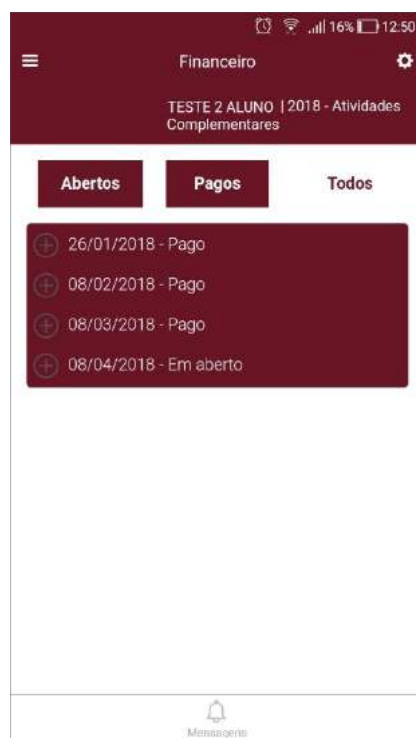 16% 12:50
Financeiro
TESTE 2 ALUNO | 2018 - Atividades
Complementares
Abertos Pagos Todos
26/01/2018 - Pago
08/02/2018 - Pago
08/03/2018 - Pago
08/04/2018 - Em aberto
Mensagens